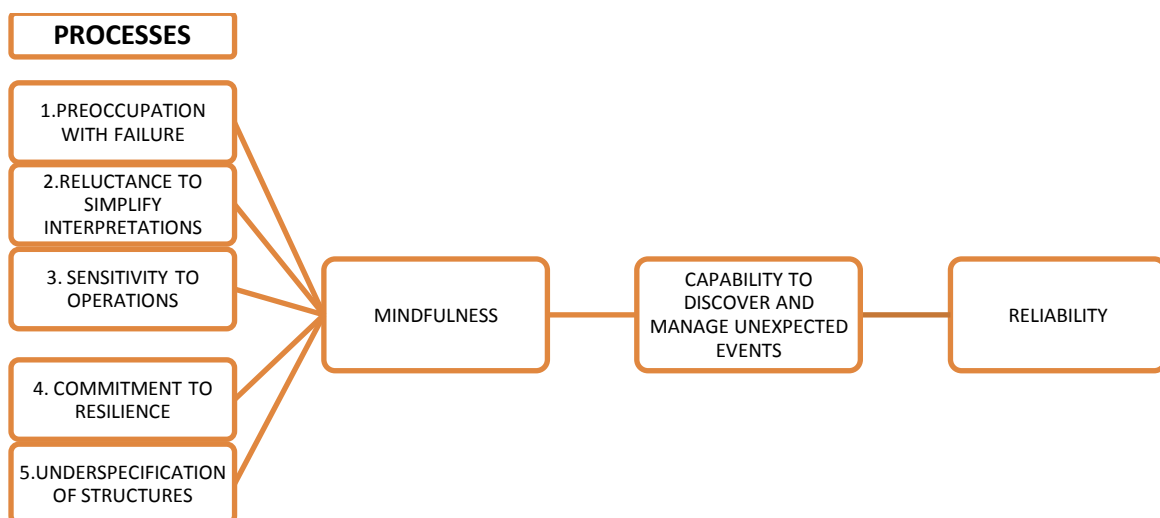 PROCESSES
1.PREOCCUPATION
WITH FAILURE
2.RELUCTANCE TO
SIMPLIFY
INTERPRETATIONS
3. SENSITIVITY TO
OPERATIONS
4. COMMITMENT TO
RESILIENCE
5.UNDERSPECIFICATION
OF STRUCTURES
MINDFULNESS
CAPABILITY TO
DISCOVER AND
MANAGE UNEXPECTED
EVENTS
RELIABILITY